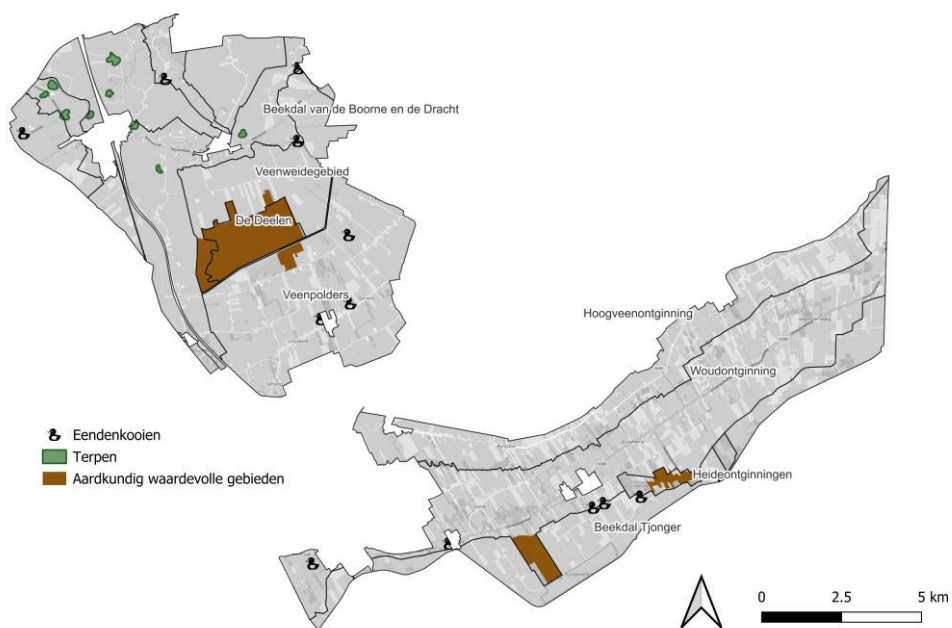 Beekdal van de Boorne en de Dracht
Veenweidegebied
De Deelen
Veenpolders
Hoogveenontginning
Woudontginning
Eendenkooien
Terpen
Aardkundig waardevolle gebieden
Heideontginningen
Beekdal Tjonger
0 2.5 5 km